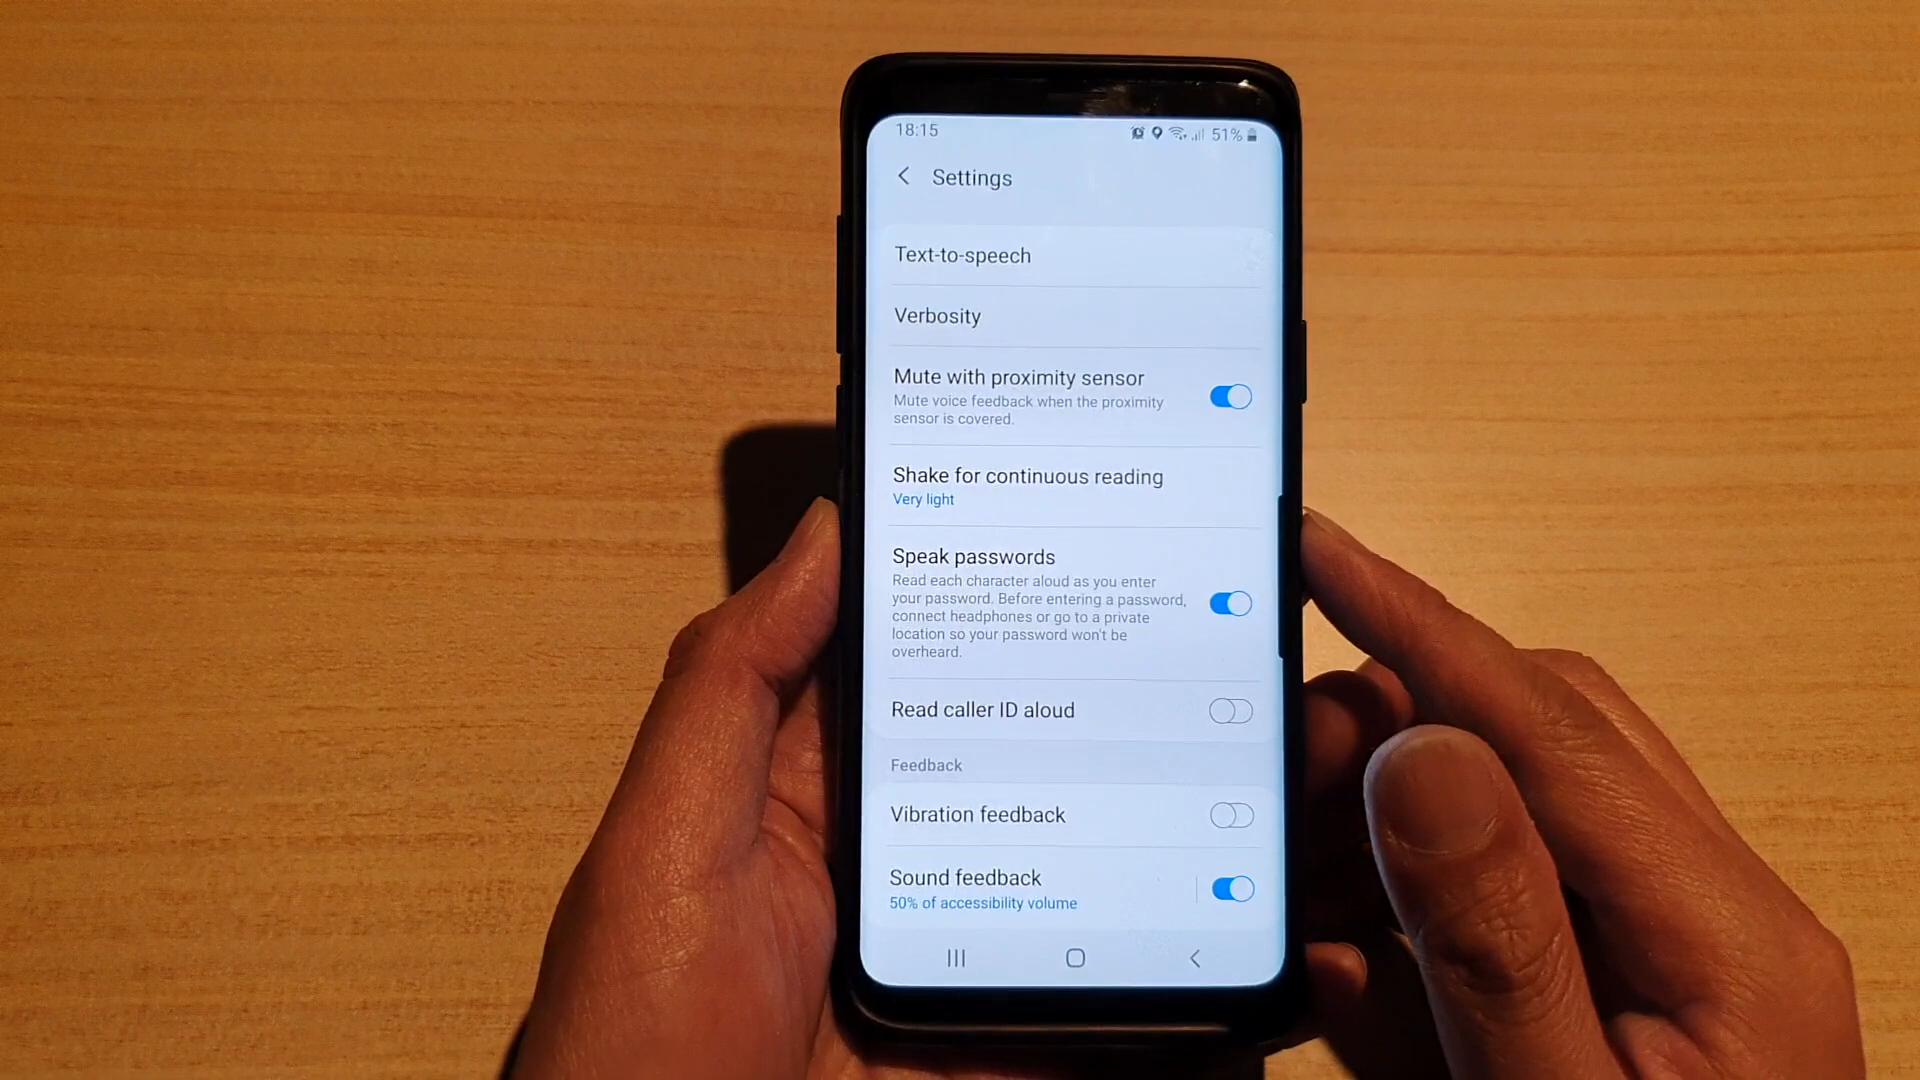 18:15
51%
Settings
Text-to-speech
Verbosity
Mute with proximity sensor
Mute voice feedback when the proximity
sensor is covered.
Shake for continuous reading
Very light
Speak passwords
Read each character aloud as you enter
your password. Before entering a password,
connect headphones or go to a private
location so your password won't be
overheard.
Read caller ID aloud
Feedback
Vibration feedback
Sound feedback
50% of accessibility volume